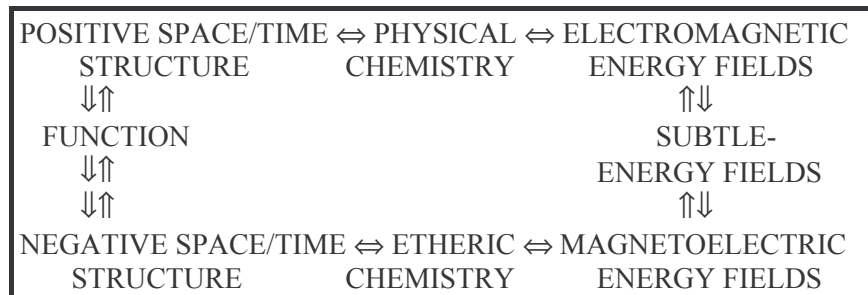 POSITIVE SPACE/TIME ⇔ PHYSICAL ⇔ ELECTROMAGNETIC
STRUCTURE CHEMISTRY ENERGY FIELDS
⇓⇑ ⇑⇓
FUNCTION SUBTLE-
⇓⇑ ENERGY FIELDS
⇓⇑ ⇑⇓
NEGATIVE SPACE/TIME ⇔ ETHERIC ⇔ MAGNETOELECTRIC
STRUCTURE CHEMISTRY ENERGY FIELDS